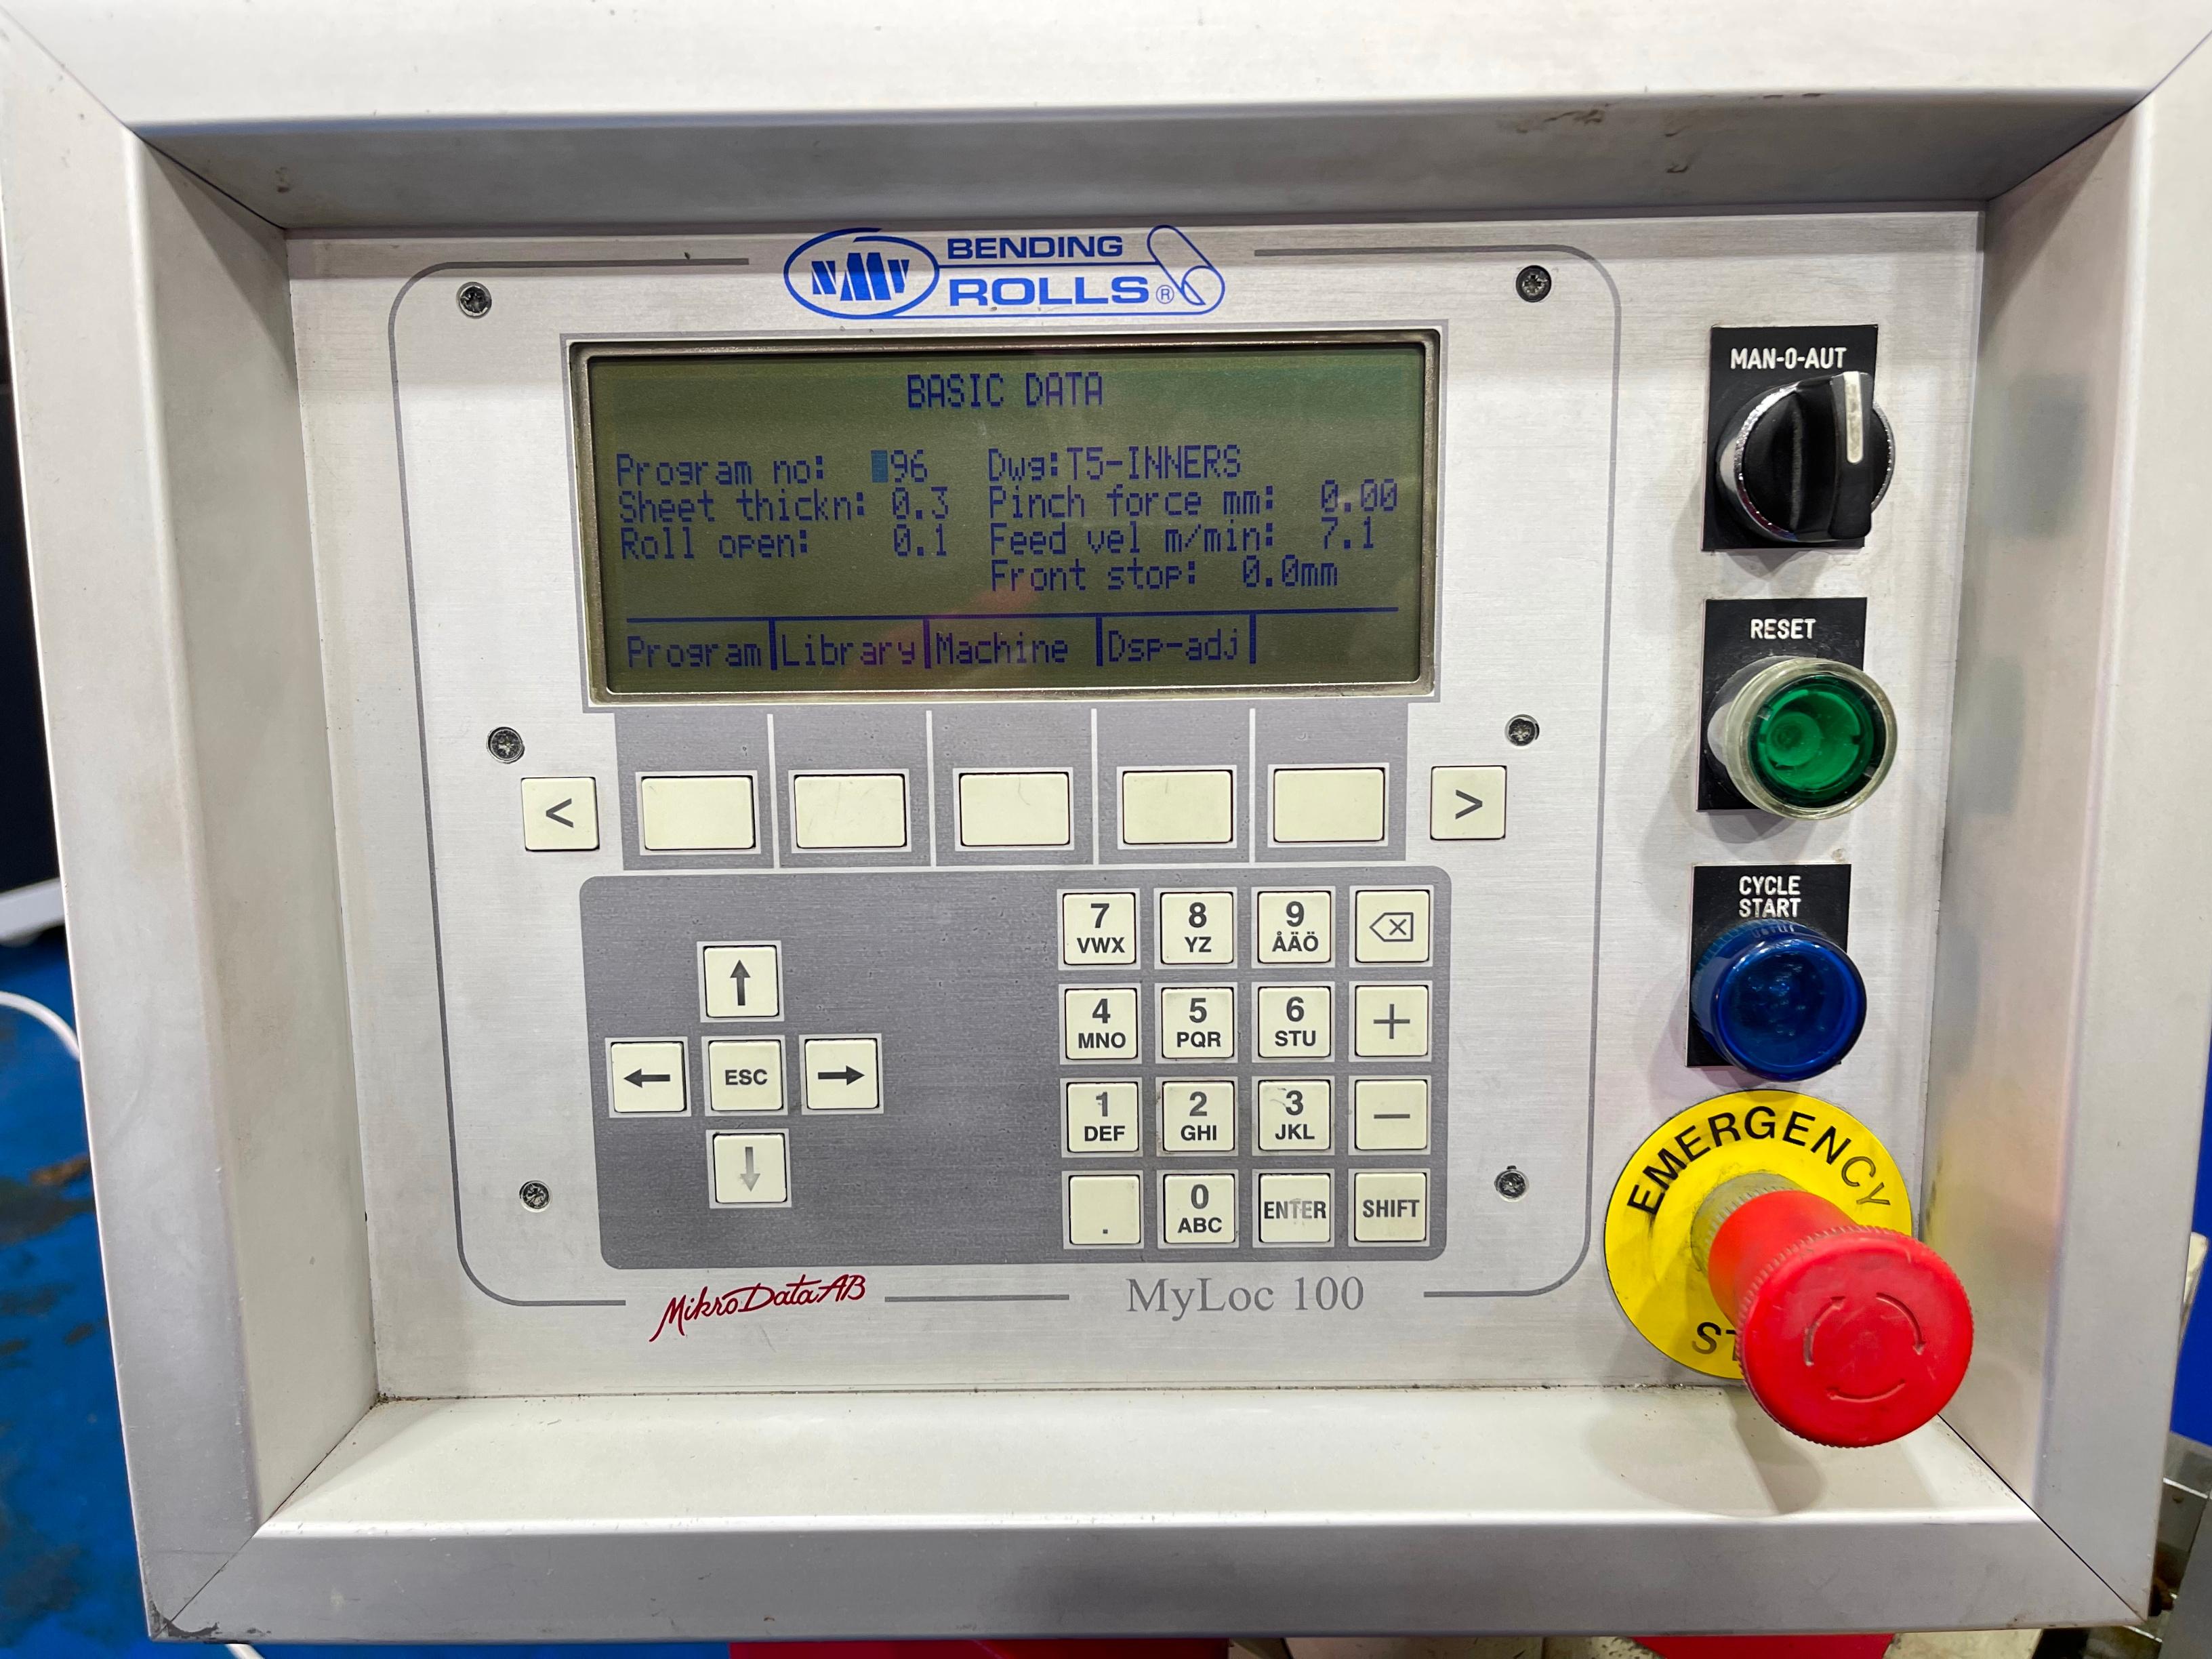 BENDING
ROLLS®
BASIC DATA
Program no: 96 Dwg:T5-INNERS
Sheet thickn: 0.3 Pinch force mm: 0.00
Roll open: 0.1 Feed vel m/min: 7.1
Front stop: 0.0mm
Program Library Machine Dsp-adj
< >
7 VWX 8 YZ 9 ÅÄÖ
4 MNO 5 PQR 6 STU +
ESC
1 DEF 2 GHI 3 JKL -
. 0 ABC ENTER SHIFT
MikroData AB MyLoc 100
MAN-O-AUT
RESET
CYCLE
START
EMERGENCY